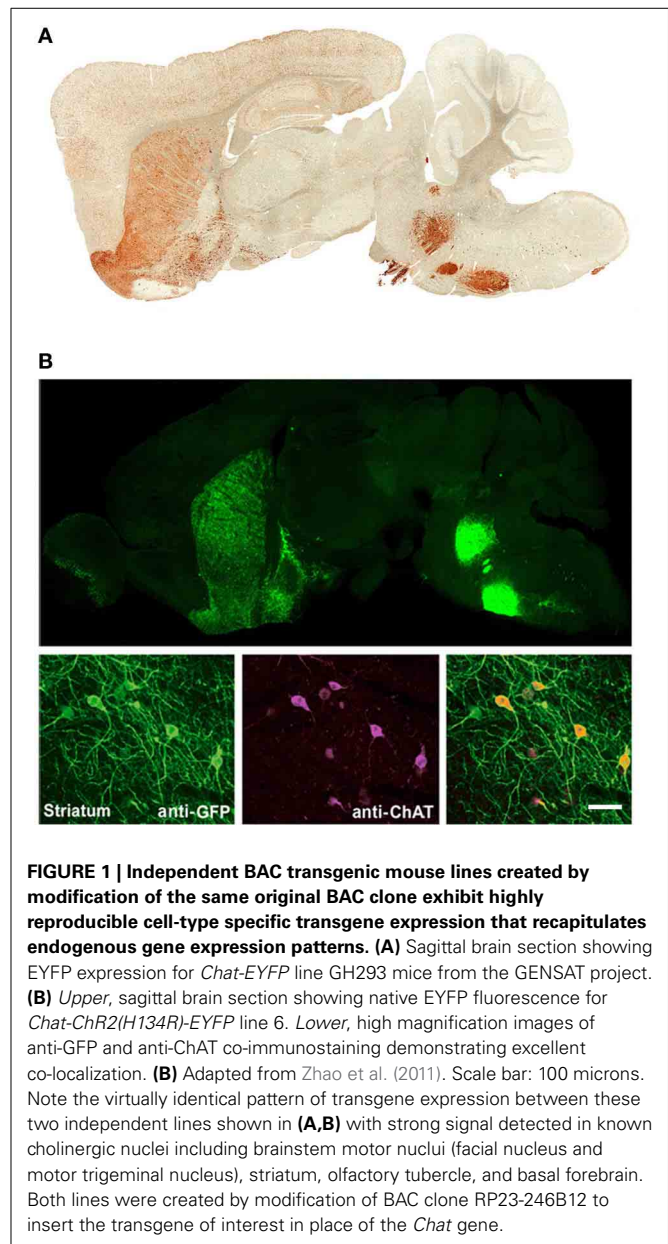 A
B
Striatum
anti-GFP
anti-ChAT
FIGURE 1 | Independent BAC transgenic mouse lines created by
modification of the same original BAC clone exhibit highly
reproducible cell-type specific transgene expression that recapitulates
endogenous gene expression patterns. (A) Sagittal brain section showing
EYFP expression for Chat-EYFP line GH293 mice from the GENSAT project.
(B) Upper, sagittal brain section showing native EYFP fluorescence for
Chat-ChR2(H134R)-EYFP line 6. Lower, high magnification images of
anti-GFP and anti-ChAT co-immunostaining demonstrating excellent
co-localization. (B) Adapted from Zhao et al. (2011). Scale bar: 100 microns.
Note the virtually identical pattern of transgene expression between these
two independent lines shown in (A,B) with strong signal detected in known
cholinergic nuclei including brainstem motor nuclui (facial nucleus and
motor trigeminal nucleus), striatum, olfactory tubercle, and basal forebrain.
Both lines were created by modification of BAC clone RP23-246B12 to
insert the transgene of interest in place of the Chat gene.